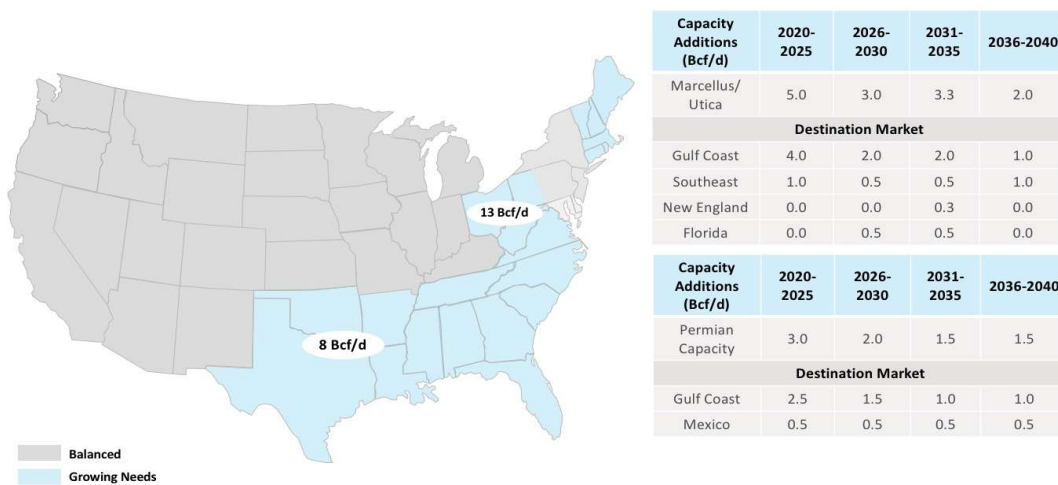 13 Bcf/d
8 Bcf/d
Balanced
Growing Needs
Capacity Additions (Bcf/d) 2020-2025 2026-2030 2031-2035 2036-2040
Marcellus/Utica 5.0 3.0 3.3 2.0
Destination Market
Gulf Coast 4.0 2.0 2.0 1.0
Southeast 1.0 0.5 0.5 1.0
New England 0.0 0.0 0.3 0.0
Florida 0.0 0.5 0.5 0.0
Capacity Additions (Bcf/d) 2020-2025 2026-2030 2031-2035 2036-2040
Permian Capacity 3.0 2.0 1.5 1.5
Destination Market
Gulf Coast 2.5 1.5 1.0 1.0
Mexico 0.5 0.5 0.5 0.5